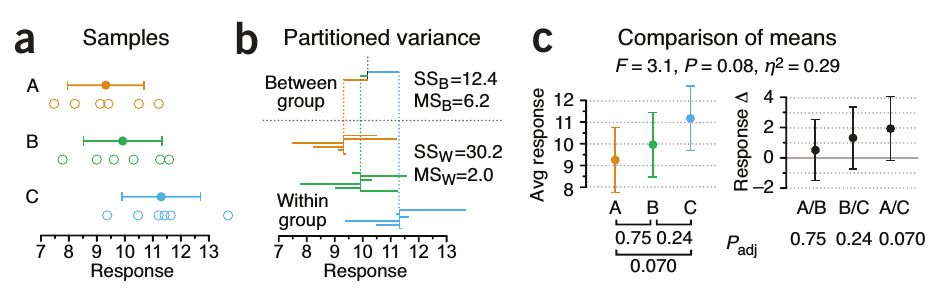 a Samples
A
B
C
7 8 9 10 11 12 13
Response
b Partitioned variance
Between
group
SSB=12.4
MSB=6.2
SSW=30.2
MSW=2.0
Within
group
7 8 9 10 11 12 13
Response
c Comparison of means
F = 3.1, P = 0.08, η2 = 0.29
Avg response
12
11
10
9
8
A B C
0.75 0.24
0.070
Response Δ
4
2
0
−2
A/B B/C A/C
Padj 0.75 0.24 0.070